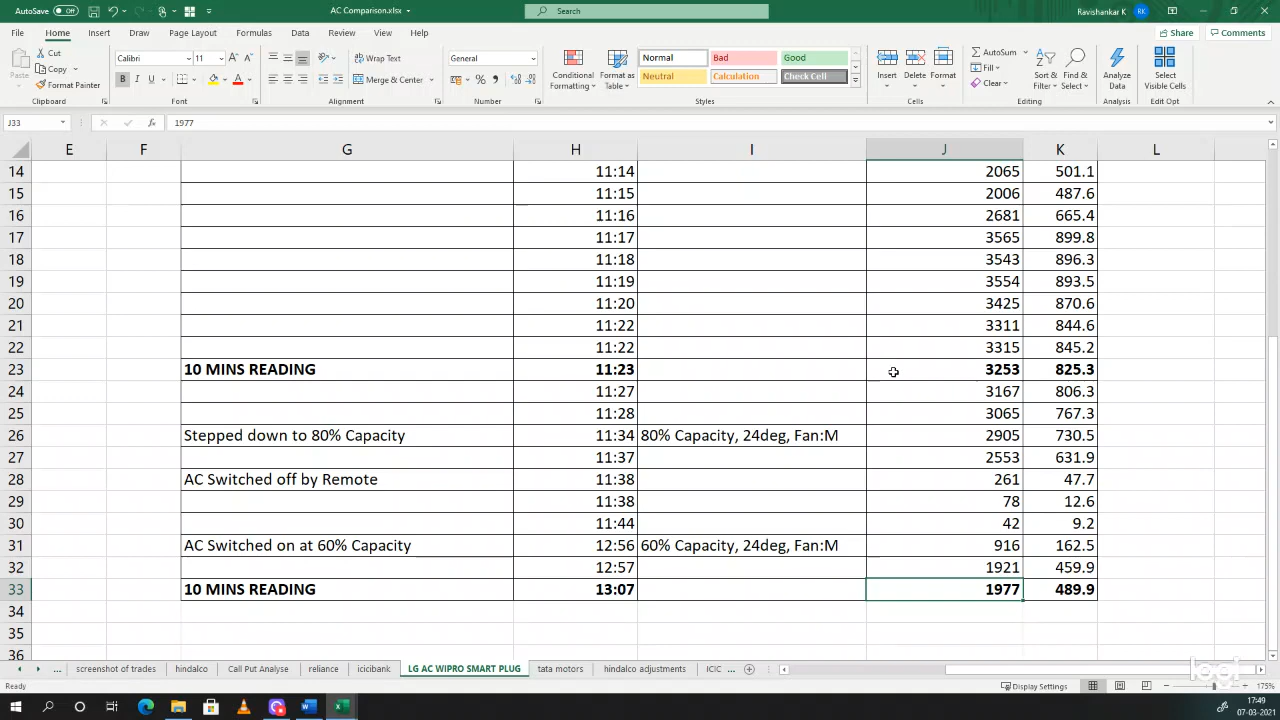 AutoSave Off AC Comparison.xlsx Search Ravishankar K RK
File Home Insert Draw Page Layout Formulas Data Review View Help Share Comments
Paste Cut Copy Format Painter Clipboard
Calibri 11 B I U Font
Wrap Text Merge & Center Alignment
General % Number
Conditional Formatting Format as Table Normal Bad Good Neutral Calculation Check Cell Styles
Insert Delete Format Cells
AutoSum Fill Clear Sort & Filter Find & Select Editing
Analyze Data Analysis
Select Visible Cells Edit Opt
J33 fx 1977
E F G H I J K L
14 11:14 2065 501.1
15 11:15 2006 487.6
16 11:16 2681 665.4
17 11:17 3565 899.8
18 11:18 3543 896.3
19 11:19 3554 893.5
20 11:20 3425 870.6
21 11:22 3311 844.6
22 11:22 3315 845.2
23 10 MINS READING 11:23 3253 825.3
24 11:27 3167 806.3
25 11:28 3065 767.3
26 Stepped down to 80% Capacity 11:34 80% Capacity, 24deg, Fan:M 2905 730.5
27 11:37 2553 631.9
28 AC Switched off by Remote 11:38 261 47.7
29 11:38 78 12.6
30 11:44 42 9.2
31 AC Switched on at 60% Capacity 12:56 60% Capacity, 24deg, Fan:M 916 162.5
32 12:57 1921 459.9
33 10 MINS READING 13:07 1977 489.9
34
35
36
... screenshot of trades hindalco Call Put Analyse reliance icicibank LG AC WIPRO SMART PLUG tata motors hindalco adjustments ICIC ...
Ready Display Settings 175%
logi
17:49
07-03-2021